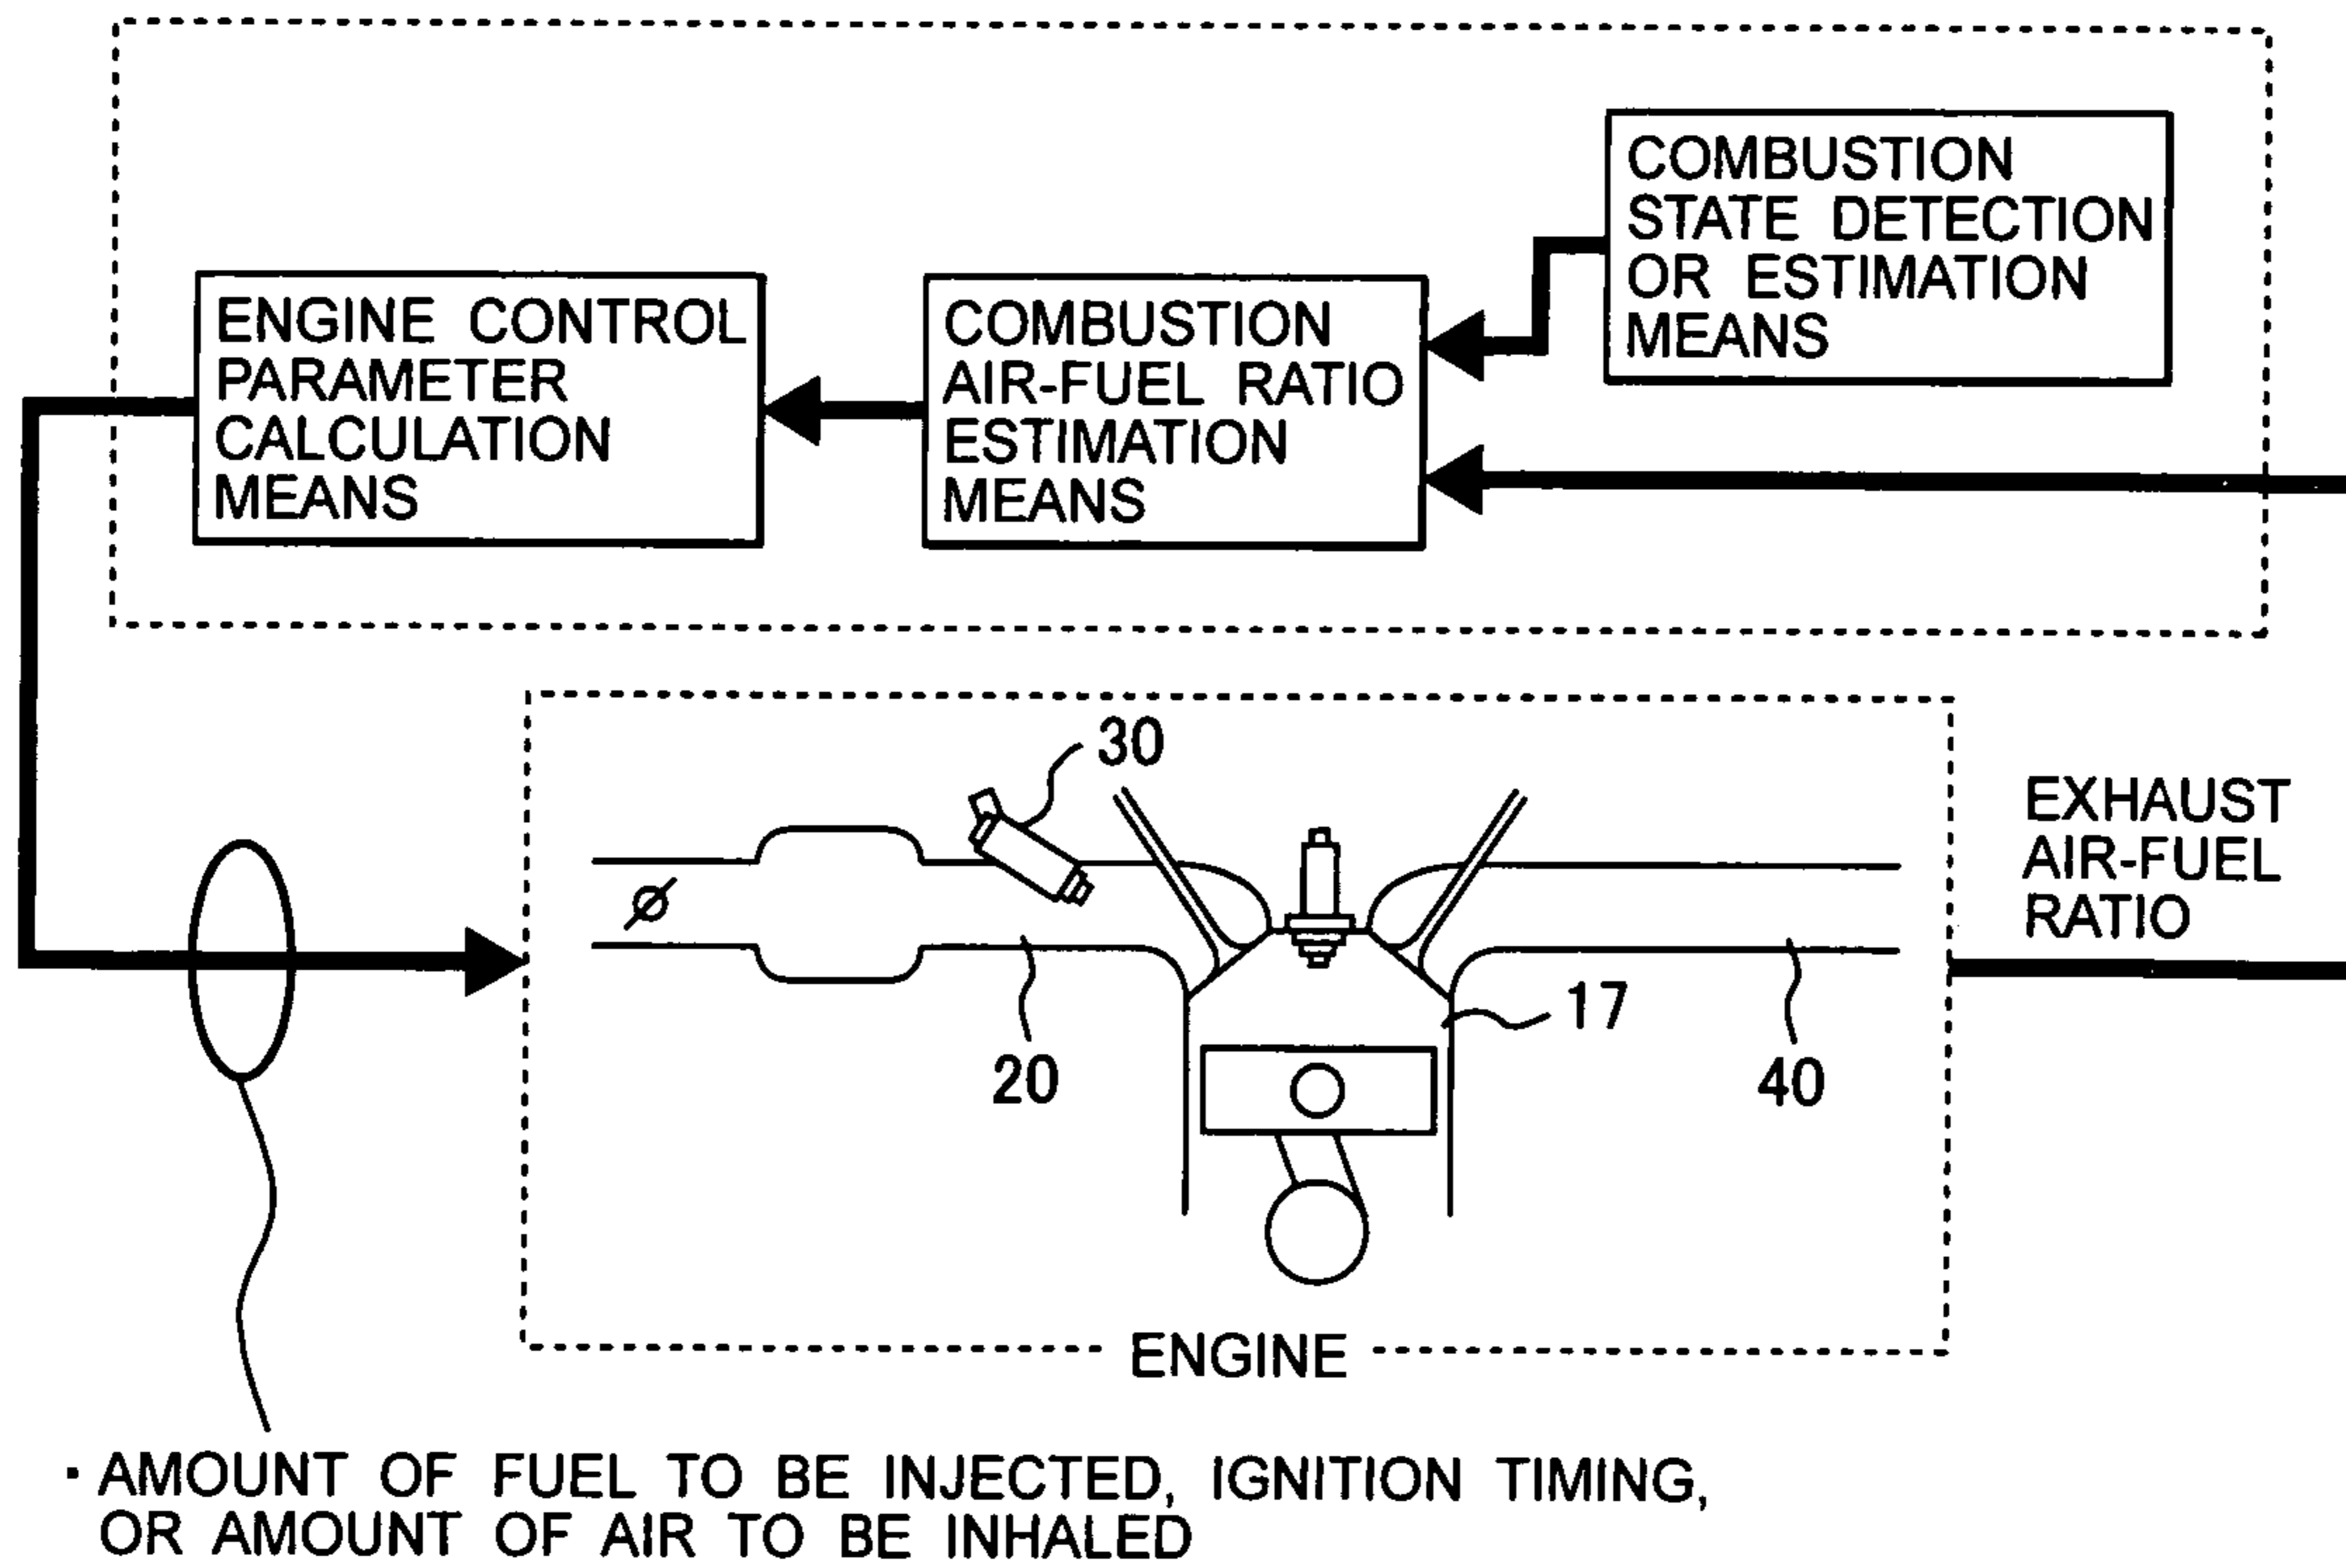 COMBUSTION
STATE DETECTION
OR ESTIMATION
MEANS
ENGINE CONTROL
PARAMETER
CALCULATION
MEANS
COMBUSTION
AIR-FUEL RATIO
ESTIMATION
MEANS
30
EXHAUST
AIR-FUEL
RATIO
17
20
40
ENGINE
· AMOUNT OF FUEL TO BE INJECTED, IGNITION TIMING,
OR AMOUNT OF AIR TO BE INHALED